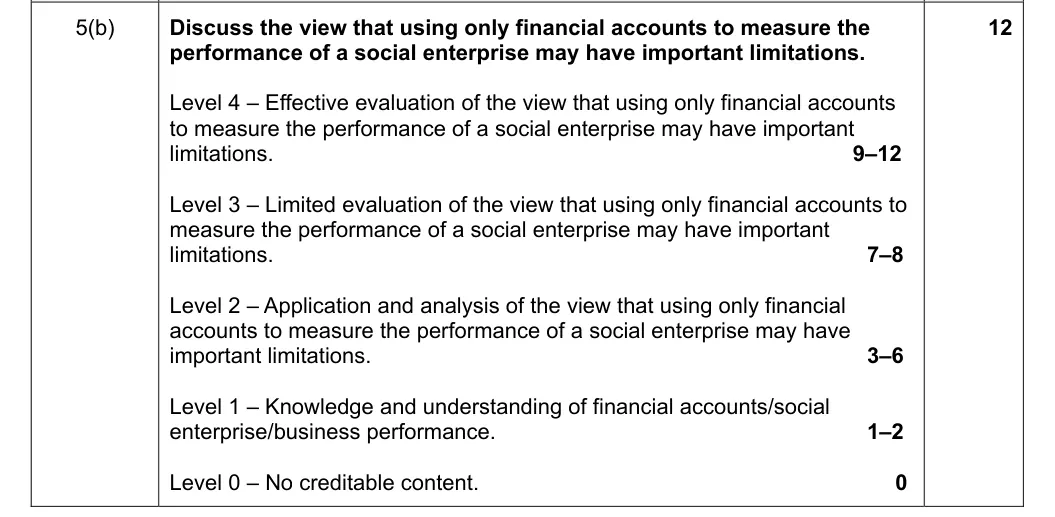 5(b) Discuss the view that using only financial accounts to measure the 12
performance of a social enterprise may have important limitations.
Level 4 – Effective evaluation of the view that using only financial accounts
to measure the performance of a social enterprise may have important
limitations. 9–12
Level 3 – Limited evaluation of the view that using only financial accounts to
measure the performance of a social enterprise may have important
limitations. 7–8
Level 2 – Application and analysis of the view that using only financial
accounts to measure the performance of a social enterprise may have
important limitations. 3–6
Level 1 – Knowledge and understanding of financial accounts/social
enterprise/business performance. 1–2
Level 0 – No creditable content. 0